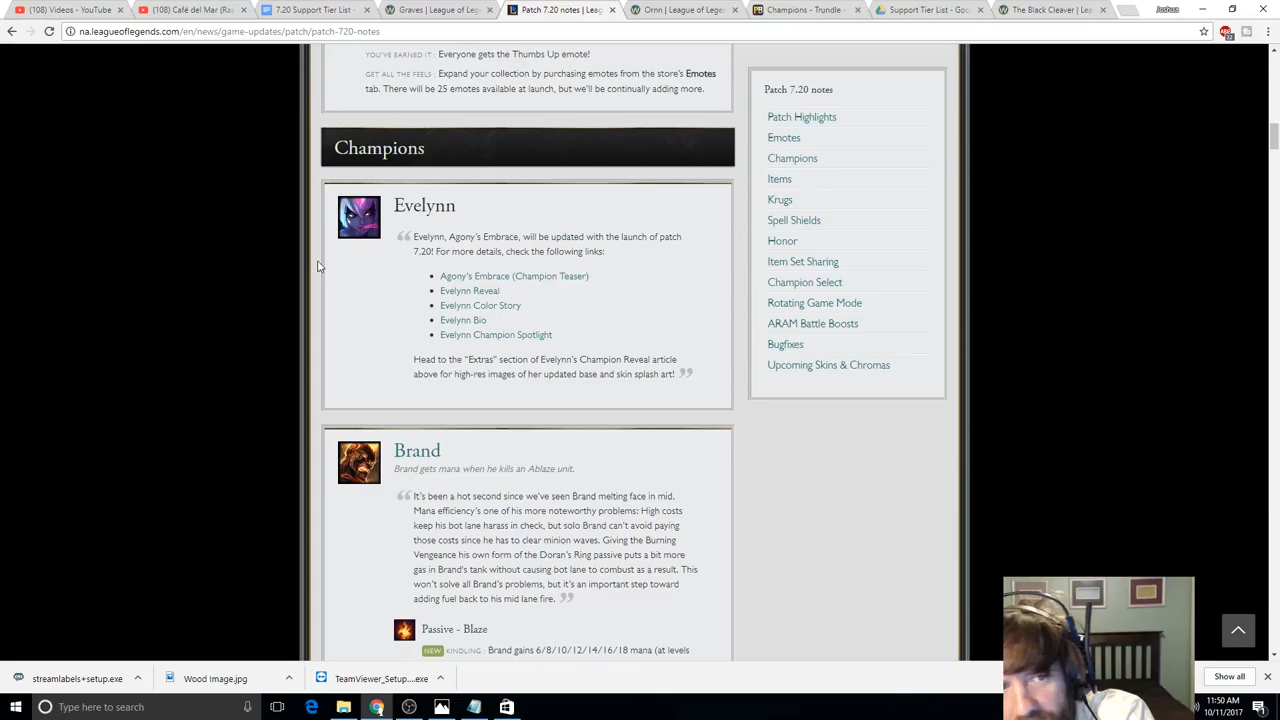 (108) Videos - YouTube
(108) Café del Mar (Ras
7.20 Support Tier List -
Graves | League of Leg
Patch 7.20 notes | Leag
Ornn | League of Legen
Champions - Trundle -
Support Tier List - Goo
The Black Cleaver | Lea
Joshua
na.leagueoflegends.com/en/news/game-updates/patch/patch-720-notes
YOU'VE EARNED IT : Everyone gets the Thumbs Up emote!
GET ALL THE FEELS : Expand your collection by purchasing emotes from the store's Emotes
tab. There will be 25 emotes available at launch, but we'll be continually adding more.
Champions
Evelynn
Evelynn, Agony's Embrace, will be updated with the launch of patch
7.20! For more details, check the following links:
• Agony's Embrace (Champion Teaser)
• Evelynn Reveal
• Evelynn Color Story
• Evelynn Bio
• Evelynn Champion Spotlight
Head to the "Extras" section of Evelynn's Champion Reveal article
above for high-res images of her updated base and skin splash art!
Brand
Brand gets mana when he kills an Ablaze unit.
It's been a hot second since we've seen Brand melting face in mid.
Mana efficiency's one of his more noteworthy problems: High costs
keep his bot lane harass in check, but solo Brand can't avoid paying
those costs since he has to clear minion waves. Giving the Burning
Vengeance his own form of the Doran's Ring passive puts a bit more
gas in Brand's tank without causing bot lane to combust as a result. This
won't solve all Brand's problems, but it's an important step toward
adding fuel back to his mid lane fire.
Passive - Blaze
NEW KINDLING : Brand gains 6/8/10/12/14/16/18 mana (at levels
Patch 7.20 notes
Patch Highlights
Emotes
Champions
Items
Krugs
Spell Shields
Honor
Item Set Sharing
Champion Select
Rotating Game Mode
ARAM Battle Boosts
Bugfixes
Upcoming Skins & Chromas
streamlabels+setup.exe
Wood Image.jpg
TeamViewer_Setup....exe
Show all
Type here to search
11:50 AM
10/11/2017